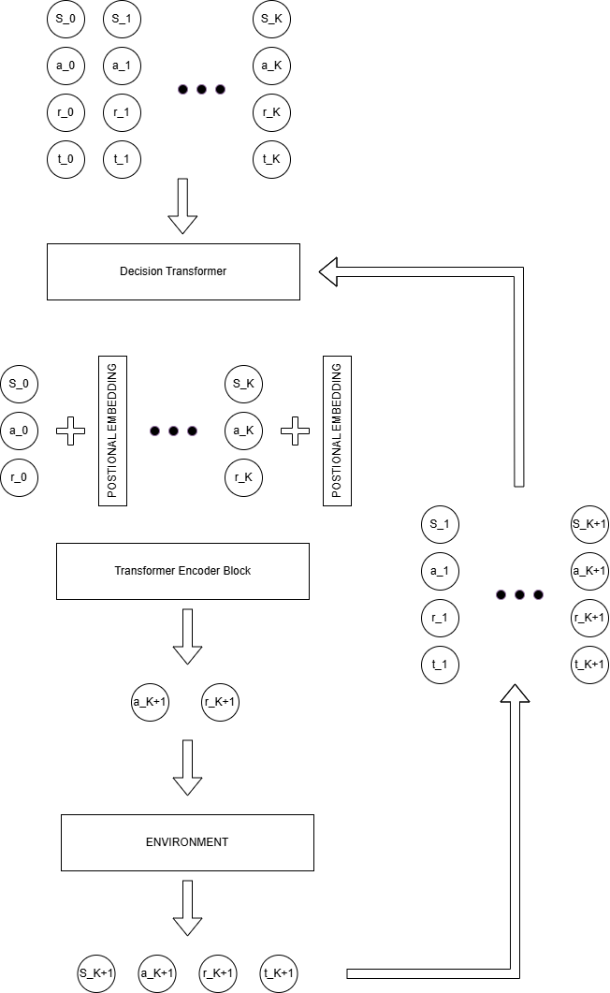 S_0 S_1 S_K
a_0 a_1 a_K
r_0 r_1 r_K
t_0 t_1 t_K
Decision Transformer
S_0 S_K
a_0 a_K
r_0 r_K
POSTIONAL EMBEDDING
POSTIONAL EMBEDDING
S_1 S_K+1
a_1 a_K+1
r_1 r_K+1
t_1 t_K+1
Transformer Encoder Block
a_K+1 r_K+1
ENVIRONMENT
S_K+1 a_K+1 r_K+1 t_K+1